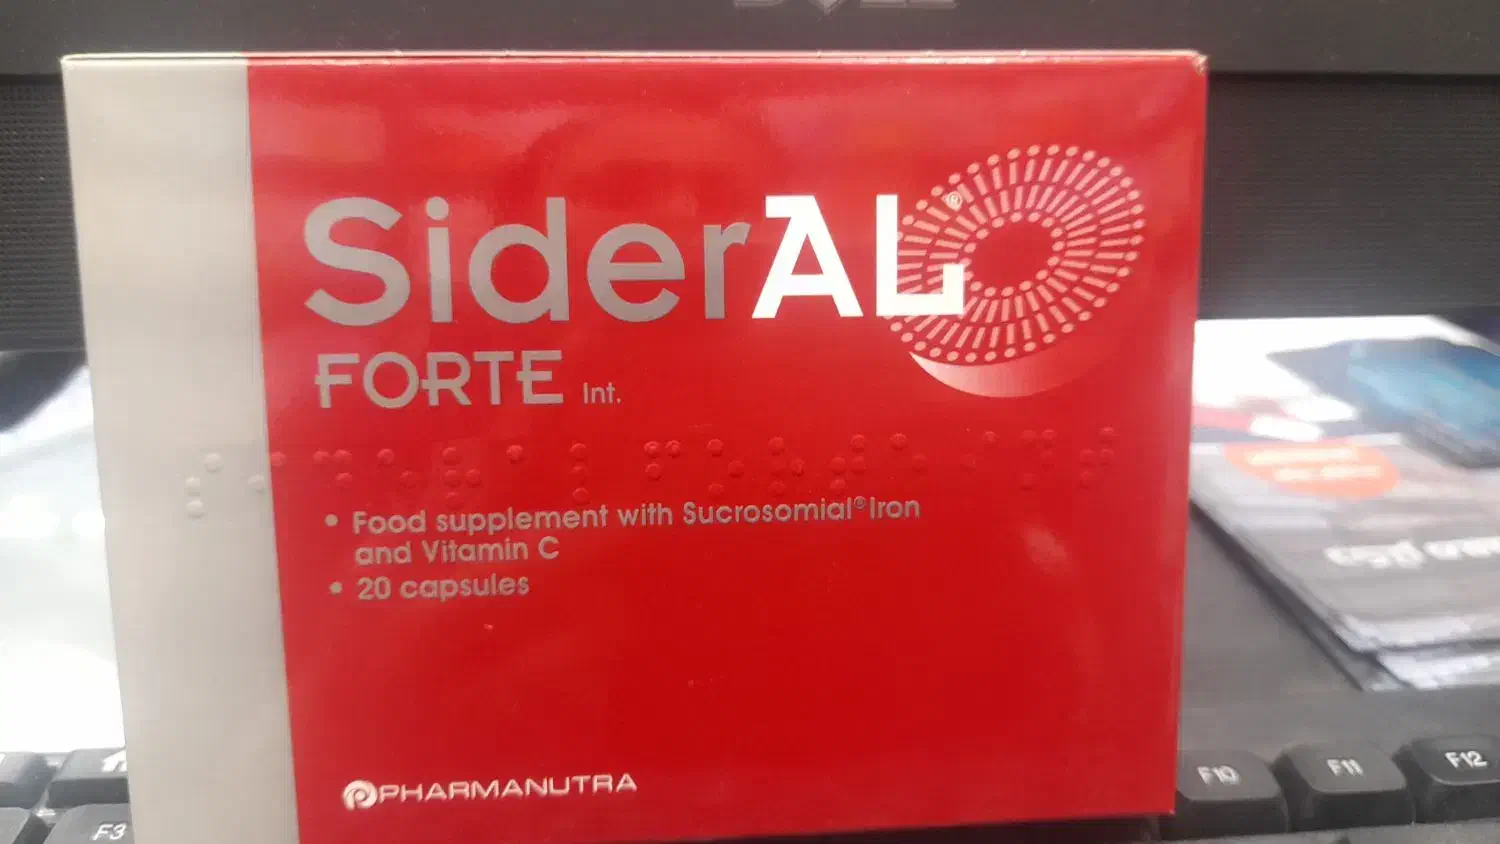 SiderAL®
FORTE Int.
• Food supplement with Sucrosomial® Iron
and Vitamin C
• 20 capsules
PHARMANUTRA
F10
F11
F12
F3